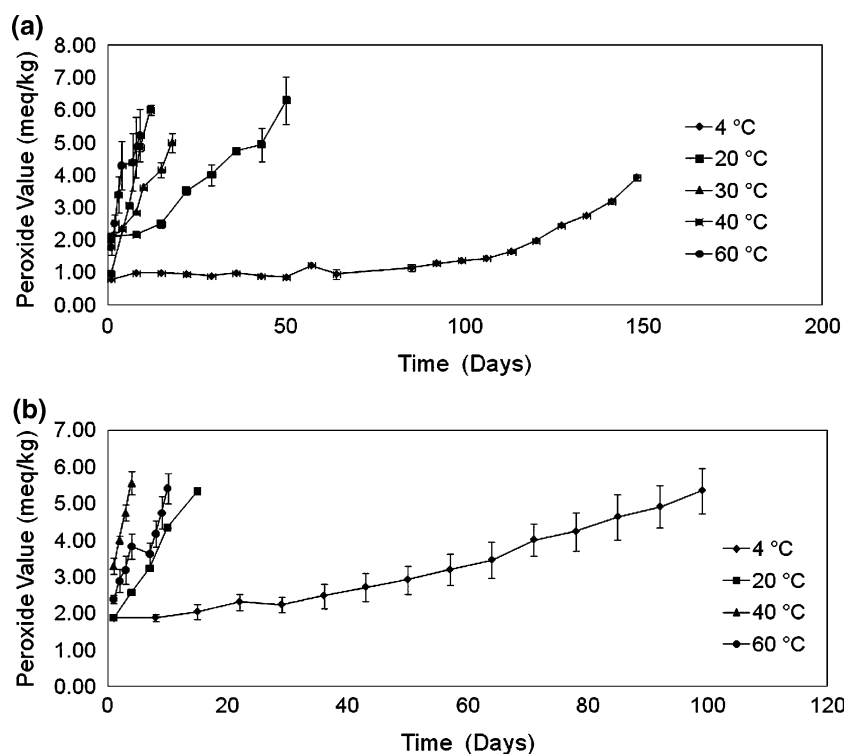 (a)
8.00
7.00
6.00
5.00
4.00
3.00
2.00
1.00
0.00
Peroxide Value (meq/kg)
0 50 100 150 200
Time (Days)
4 °C
20 °C
30 °C
40 °C
60 °C
(b)
7.00
6.00
5.00
4.00
3.00
2.00
1.00
0.00
Peroxide Value (meq/kg)
0 20 40 60 80 100 120
Time (Days)
4 °C
20 °C
40 °C
60 °C